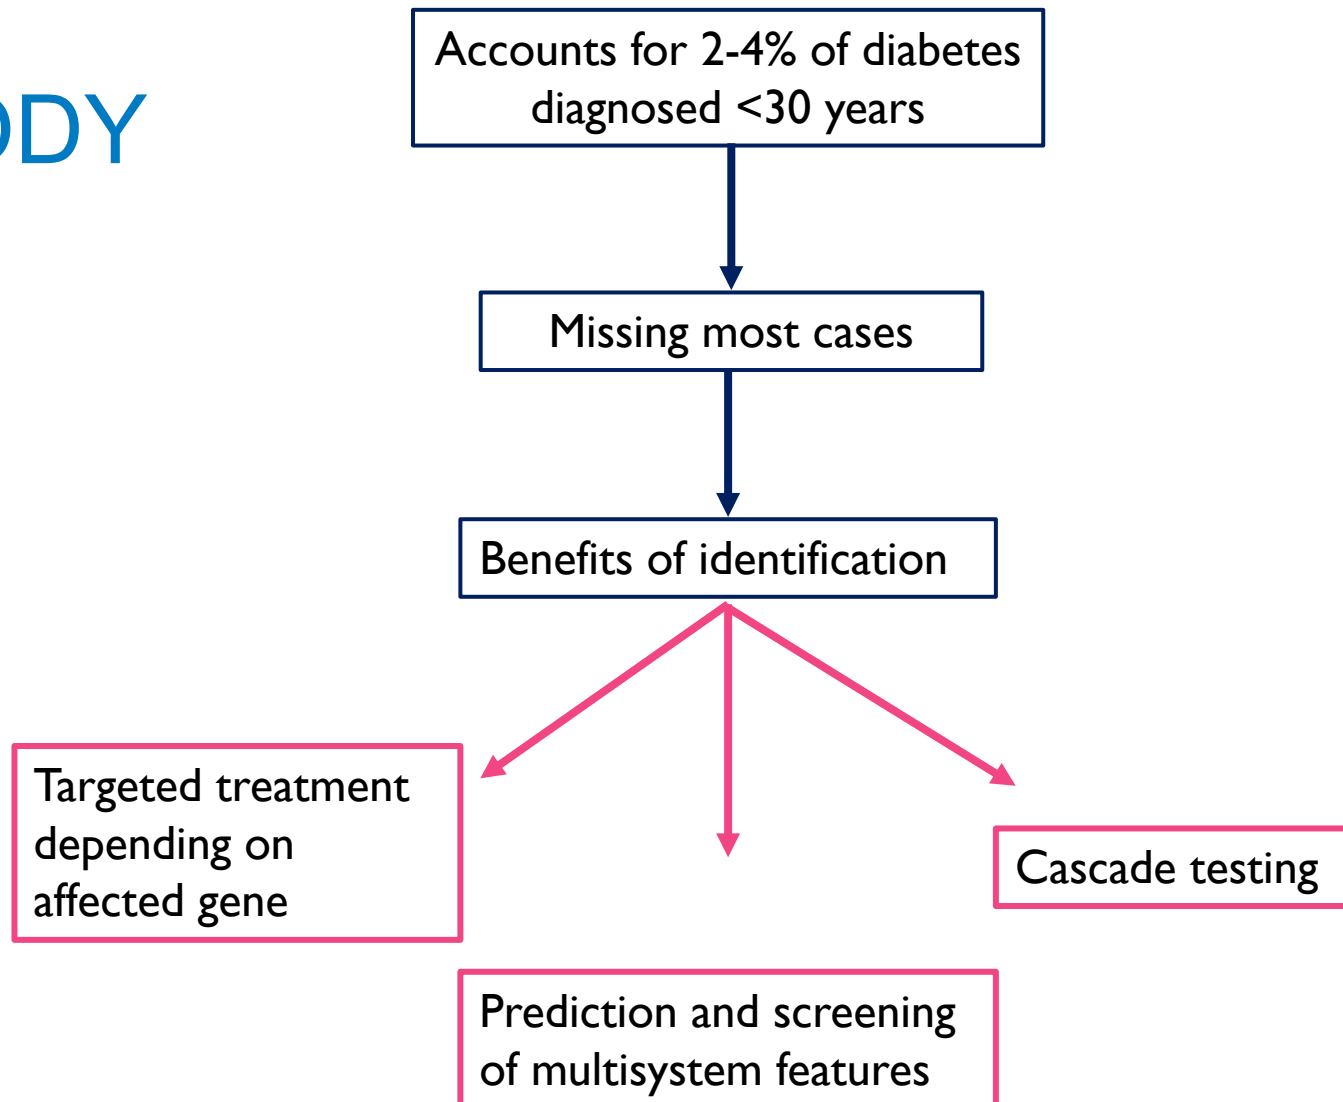 ODY
Accounts for 2-4% of diabetes
diagnosed <30 years
Missing most cases
Benefits of identification
Targeted treatment
depending on
affected gene
Cascade testing
Prediction and screening
of multisystem features